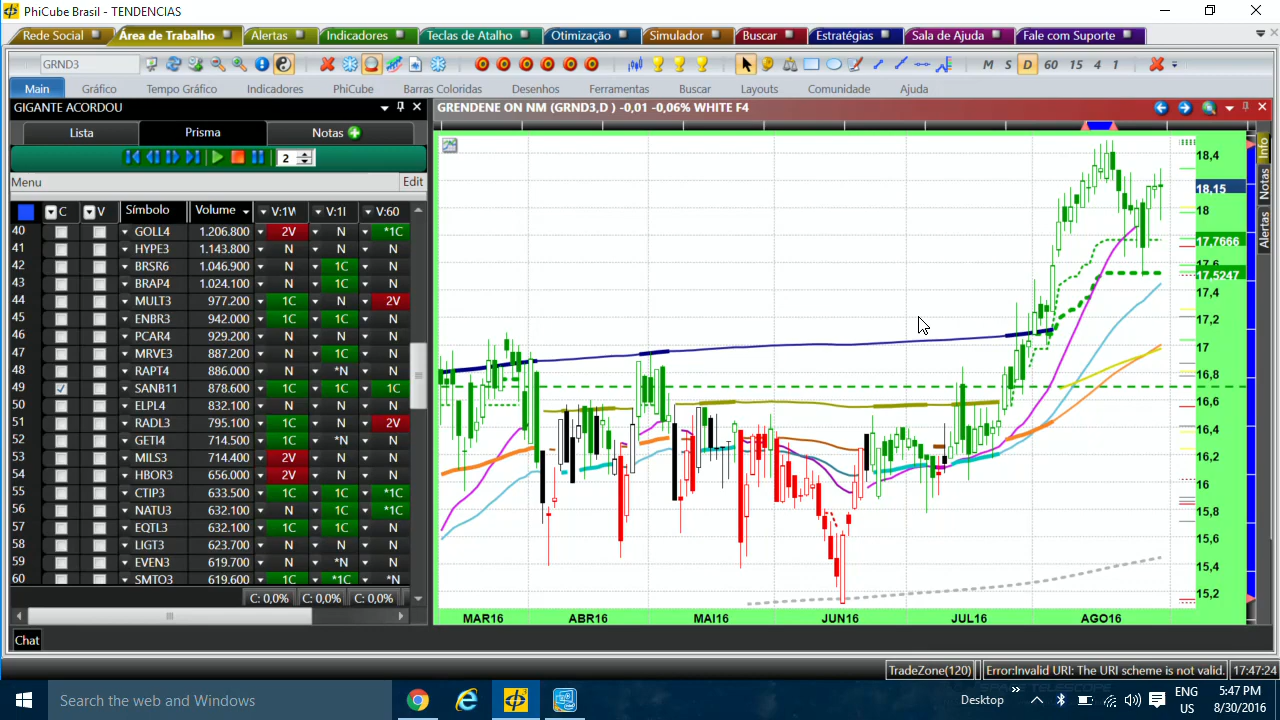 PhiCube Brasil - TENDENCIAS
Rede Social Área de Trabalho Alertas Indicadores Teclas de Atalho Otimização Simulador Buscar Estratégias Sala de Ajuda Fale com Suporte
GRND3 M S D 60 15 4 1
Main Gráfico Tempo Gráfico Indicadores PhiCube Barras Coloridas Desenhos Ferramentas Buscar Layouts Comunidade Ajuda
GIGANTE ACORDOU
Lista Prisma Notas
2
Menu Edit
C V Símbolo Volume V:1W V:1I V:60
40 GOLL4 1.206.800 2V N *1C
41 HYPE3 1.143.800 N N N
42 BRSR6 1.046.900 N 1C N
43 BRAP4 1.024.100 N 1C N
44 MULT3 977.200 1C N 2V
45 ENBR3 942.000 1C 1C N
46 PCAR4 929.200 N N N
47 MRVE3 887.200 N 1C N
48 RAPT4 886.000 N *N N
49 SANB11 878.600 1C 1C 1C
50 ELPL4 832.100 N N N
51 RADL3 795.100 1C 1C 2V
52 GETI4 714.500 1C *N N
53 MILS3 714.400 2V N N
54 HBOR3 656.000 2V N N
55 CTIP3 633.500 1C 1C *1C
56 NATU3 632.100 N 1C *1C
57 EQTL3 632.100 1C 1C N
58 LIGT3 623.700 N N N
59 EVEN3 619.700 N *N N
60 SMTO3 619.600 1C *1C *N
C: 0,0% C: 0,0% C: 0,0%
Chat
GRENDENE ON NM (GRND3,D ) -0,01 -0,06% WHITE F4
18,4
18.15
18
17.7666
17,6
17.5247
17,4
17,2
17
16,8
16,6
16,4
16,2
16
15,8
15,6
15,4
15,2
MAR16 ABR16 MAI16 JUN16 JUL16 AGO16
Info
Notas
Alertas
TradeZone(120) Error:Invalid URI: The URI scheme is not valid. 17:47:24
Search the web and Windows
Desktop
ENG
US
5:47 PM
8/30/2016